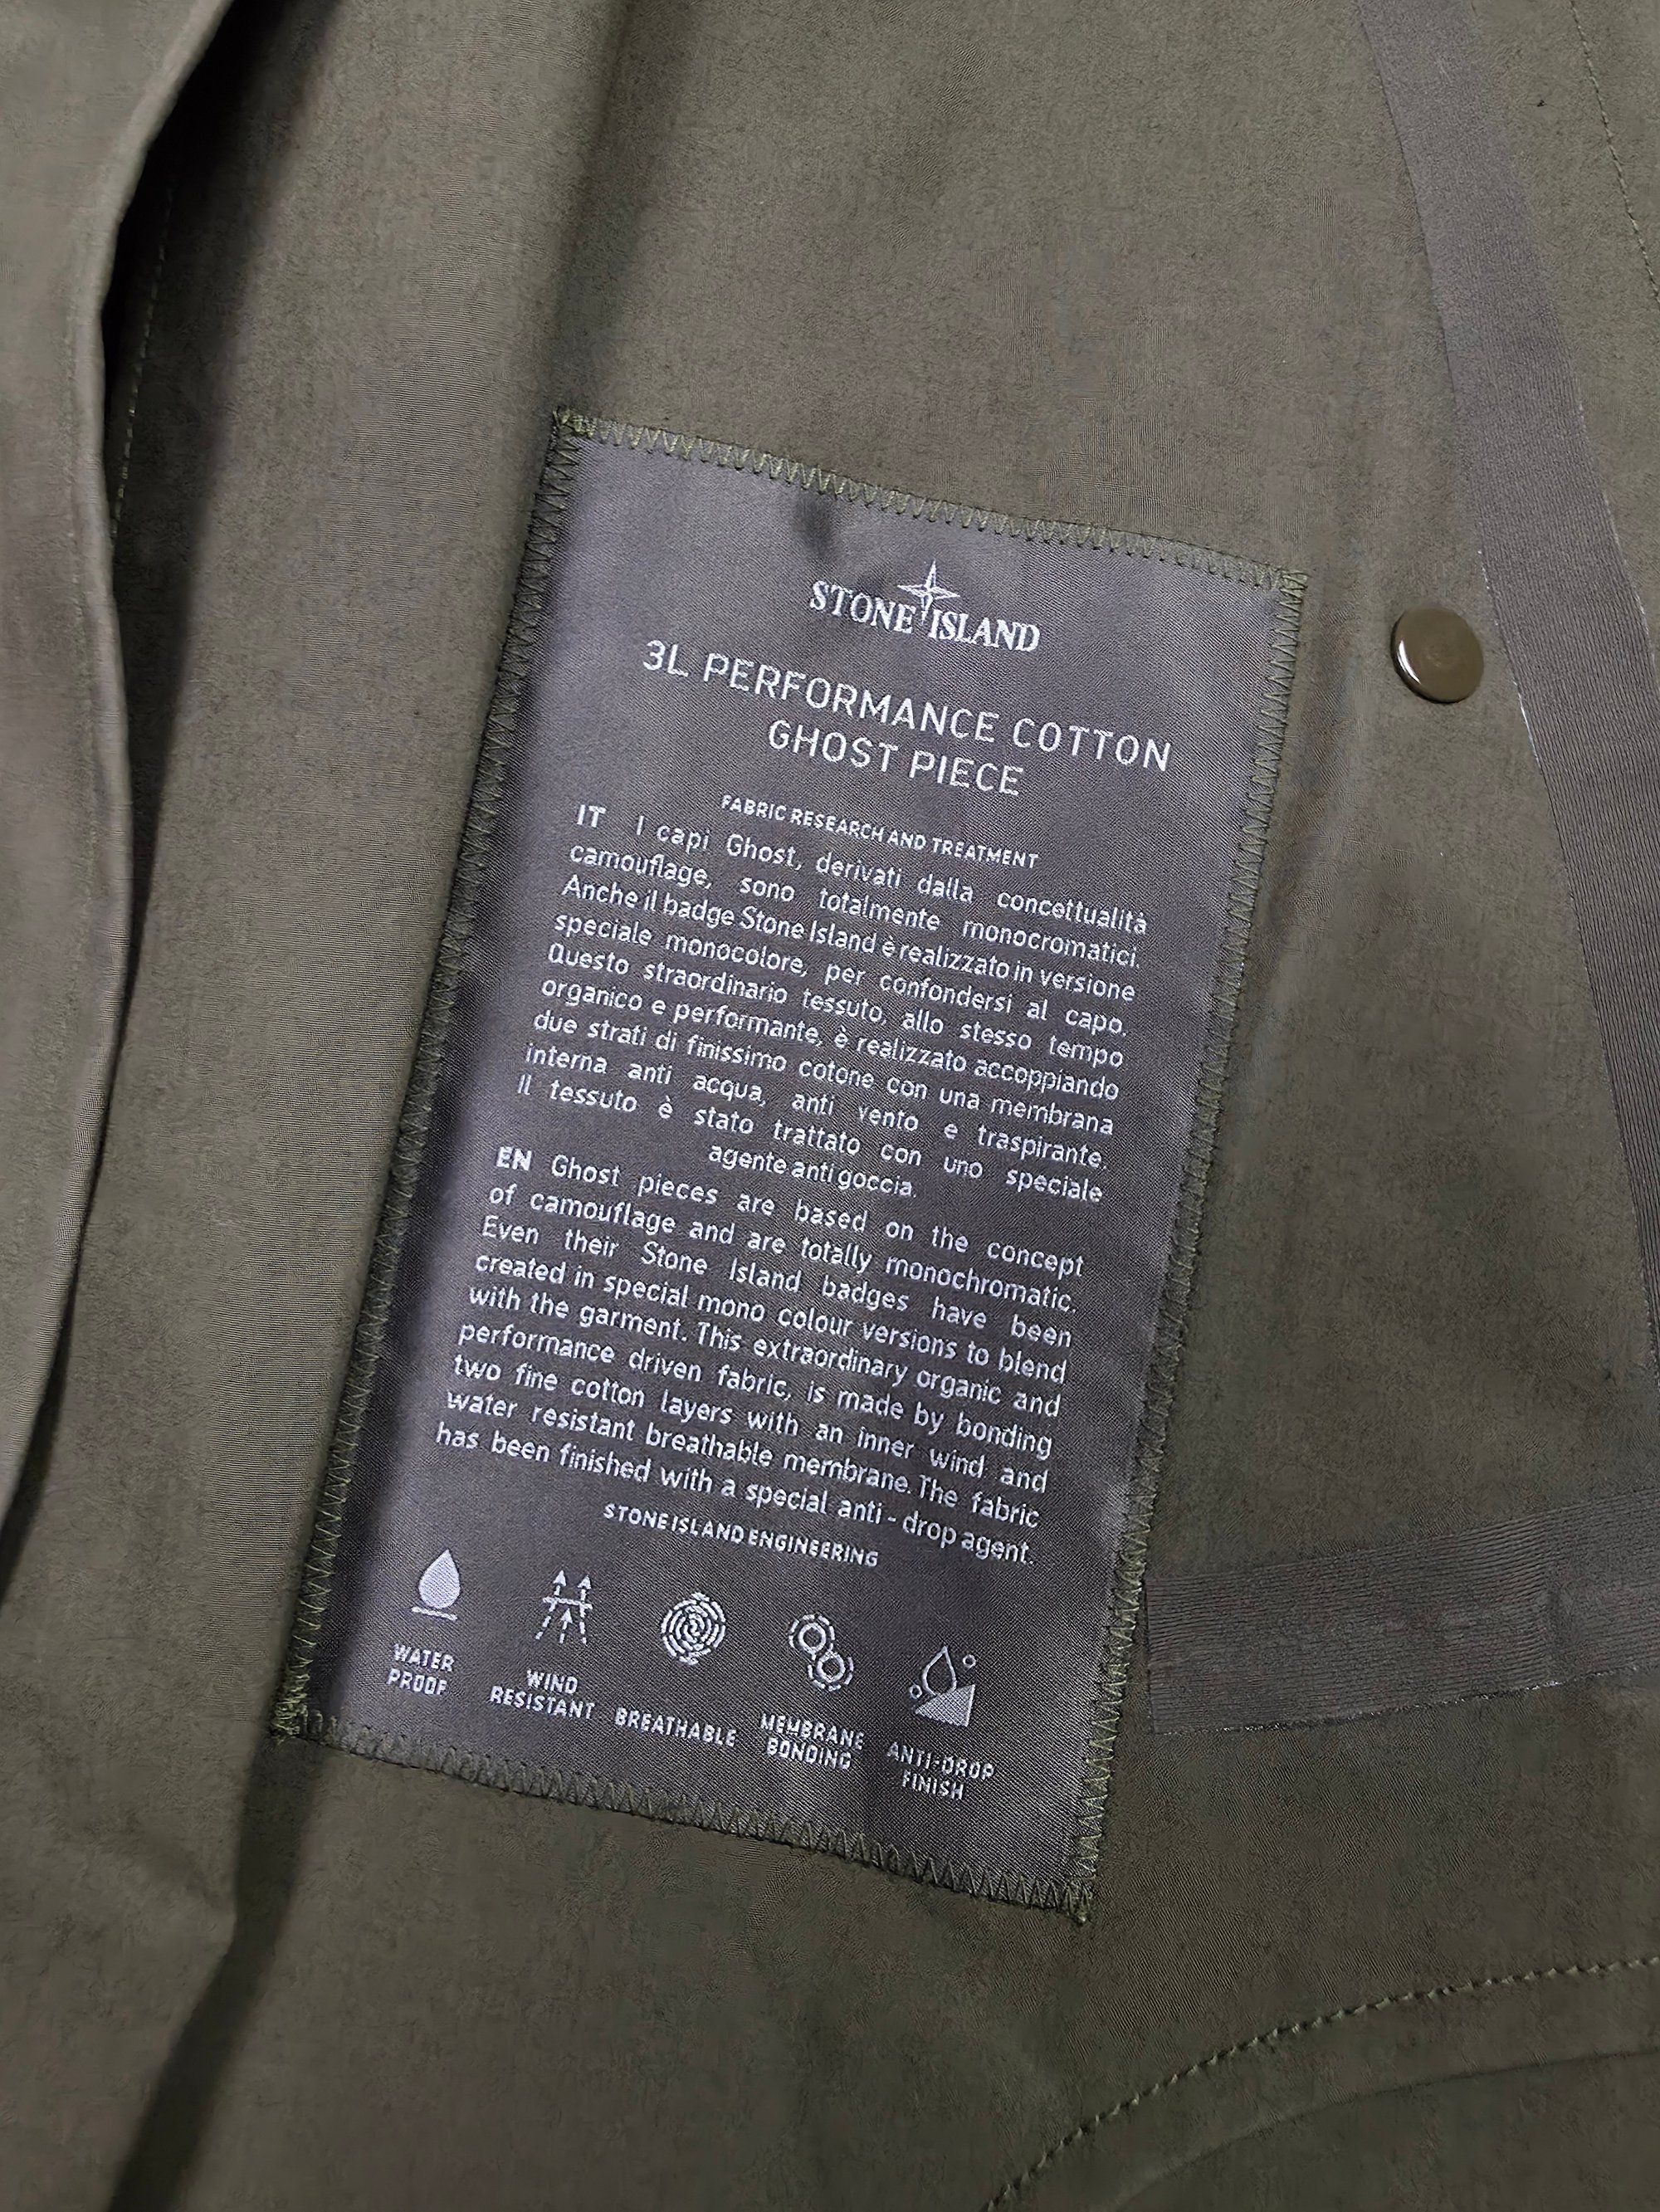 STONE ISLAND
3L PERFORMANCE COTTON
GHOST PIECE
FABRIC RESEARCH AND TREATMENT
IT I capi Ghost, derivati dalla concettualità
camouflage, sono totalmente monocromatici.
Anche il badge Stone Island è realizzato in versione
speciale monocolore, per confondersi al capo.
Questo straordinario tessuto, allo stesso tempo
organico e performante, è realizzato accoppiando
due strati di finissimo cotone con una membrana
interna anti acqua, anti vento e traspirante.
Il tessuto è stato trattato con uno speciale
agente anti goccia.
EN Ghost pieces are based on the concept
of camouflage and are totally monochromatic.
Even their Stone Island badges have been
created in special mono colour versions to blend
with the garment. This extraordinary organic and
performance driven fabric, is made by bonding
two fine cotton layers with an inner wind and
water resistant breathable membrane. The fabric
has been finished with a special anti - drop agent.
STONE ISLAND ENGINEERING
WATER
PROOF
WIND
RESISTANT
BREATHABLE
MEMBRANE
BONDING
ANTI-DROP
FINISH